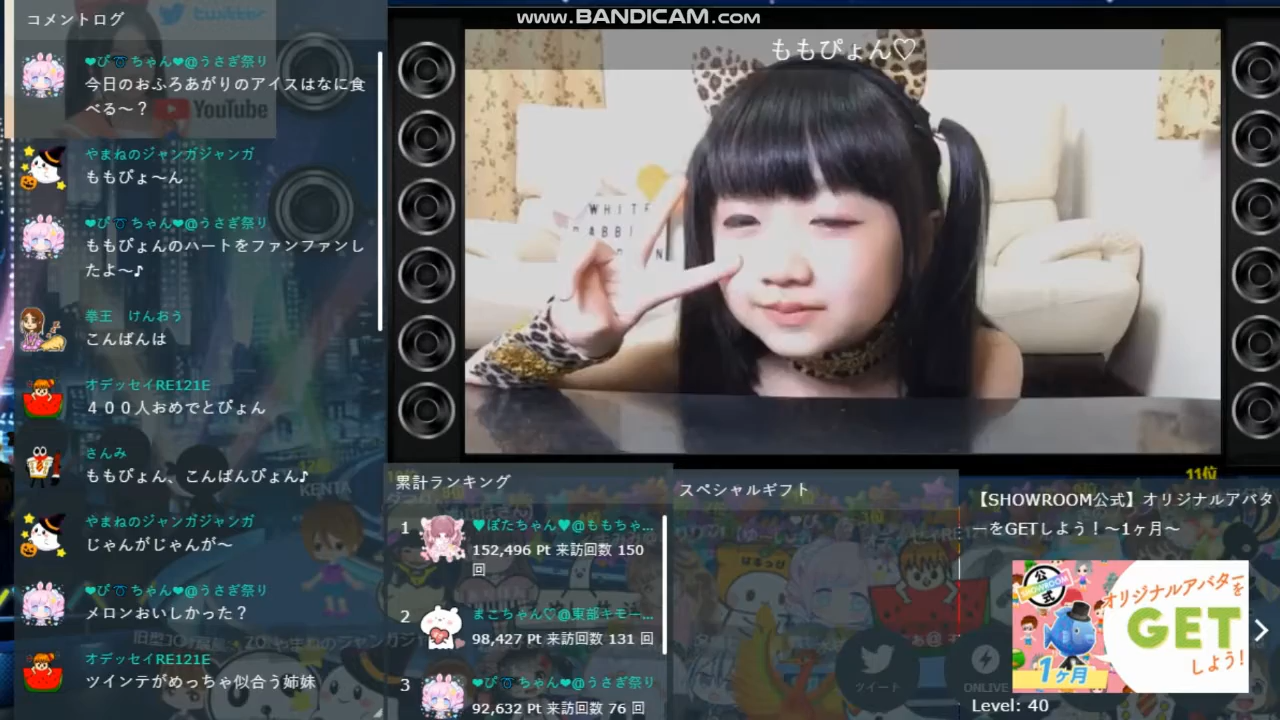 コメントログ
twitter
www.BANDICAM.com
ももぴょん♡
❤ぴ➰ちゃん❤@うさぎ祭り
今日のおふろあがりのアイスはなに食
べる〜？
YouTube
やまねのジャンガジャンガ
ももぴょ〜ん
❤ぴ➰ちゃん❤@うさぎ祭り
ももぴょんのハートをファンファンし
たよ〜♪
WHITE
RABBI
拳王 けんおう
こんばんは
オデッセイRE121E
４００人おめでとぴょん
さんみ
ももぴょん、こんばんぴょん♪
やまねのジャンガジャンガ
じゃんがじゃんが〜
❤ぴ➰ちゃん❤@うさぎ祭り
メロンおいしかった？
オデッセイRE121E
ツインテがめっちゃ似合う姉妹
KENTA
累計ランキング
1
♥ぽたちゃん♥@ももちゃ...
152,496 Pt 来訪回数 150
回
2
まこちゃん♡@東部キモー...
98,427 Pt 来訪回数 131 回
3
❤ぴ➰ちゃん❤@うさぎ祭り
92,632 Pt 来訪回数 76 回
スペシャルギフト
11位
【SHOWROOM公式】オリジナルアバタ
ーをGETしよう！〜1ヶ月〜
SHOWROOM
公式
オリジナルアバターを
GET
しよう!
1ヶ月
ツイート
ONLIVE
Level: 40